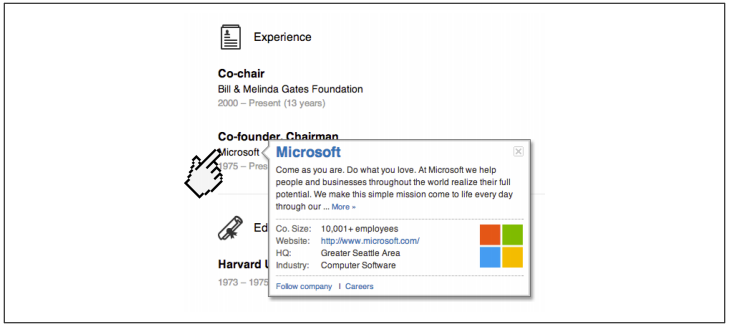 Experience
Co-chair
Bill & Melinda Gates Foundation
2000 – Present (13 years)
Co-founder, Chairman
Microsoft
1975 – Pres
Microsoft
Come as you are. Do what you love. At Microsoft we help
people and businesses throughout the world realize their full
potential. We make this simple mission come to life every day
through our ... More »
Co. Size: 10,001+ employees
Website: http://www.microsoft.com/
HQ: Greater Seattle Area
Industry: Computer Software
Follow company | Careers
Ed
Harvard U
1973 – 1975